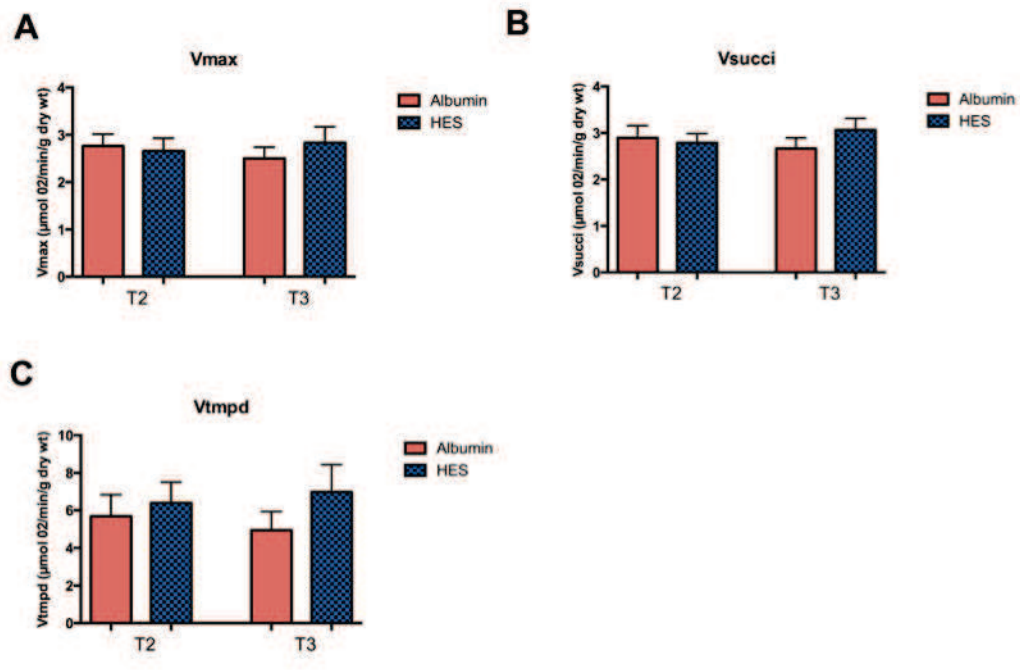 A
Vmax
Vmax (µmol 02/min/g dry wt)
4
3
2
1
0
T2 T3
Albumin
HES
B
Vsucci
Vsucci (µmol 02/min/g dry wt)
4
3
2
1
0
T2 T3
Albumin
HES
C
Vtmpd
Vtmpd (µmol 02/min/g dry wt)
10
8
6
4
2
0
T2 T3
Albumin
HES